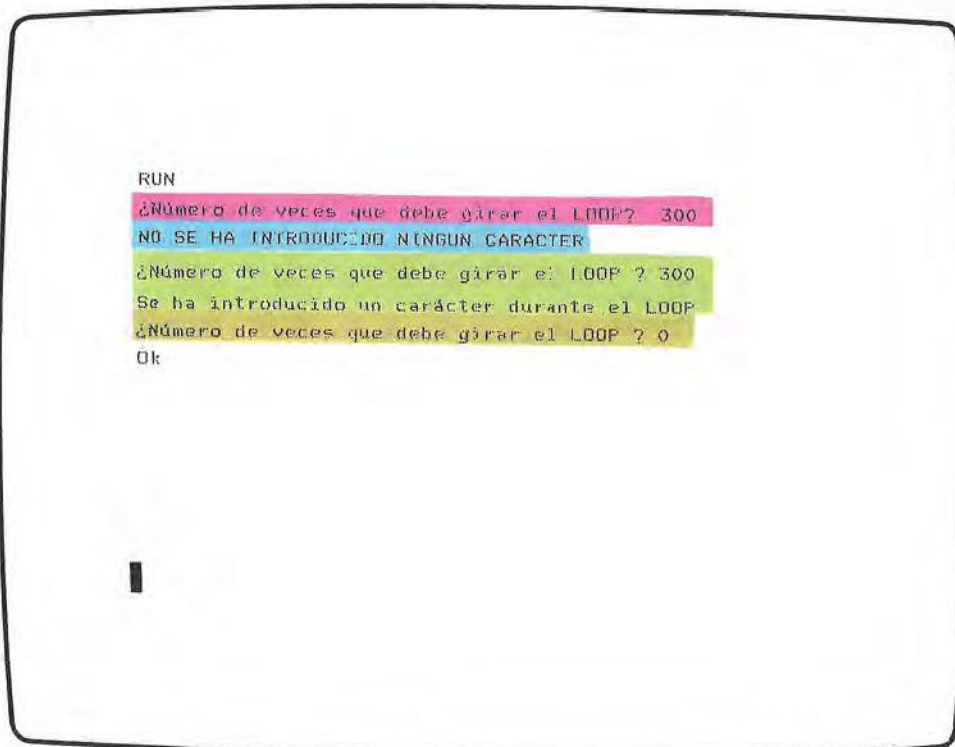 RUN
¿Número de veces que debe girar el LOOP? 300
NO SE HA INTRODUCIDO NINGUN CARACTER
¿Número de veces que debe girar el LOOP ? 300
Se ha introducido un carácter durante el LOOP
¿Número de veces que debe girar el LOOP ? 0
Ok